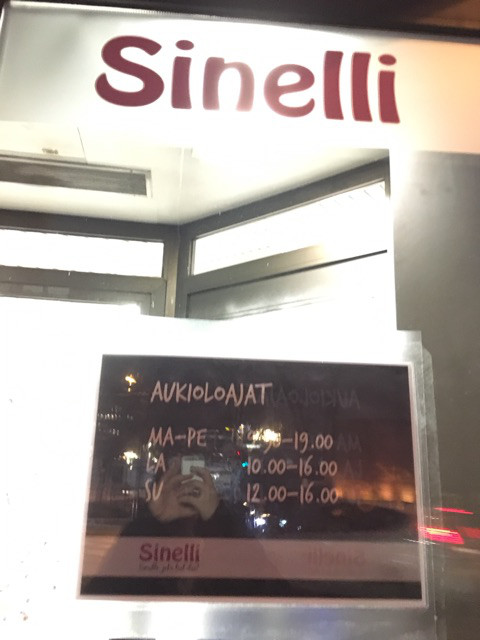 Sinelli
AUKIOLOAJAT
MA-PE -19.00
LA 10.00-16.00
SU 12.00-16.00
Sinelli